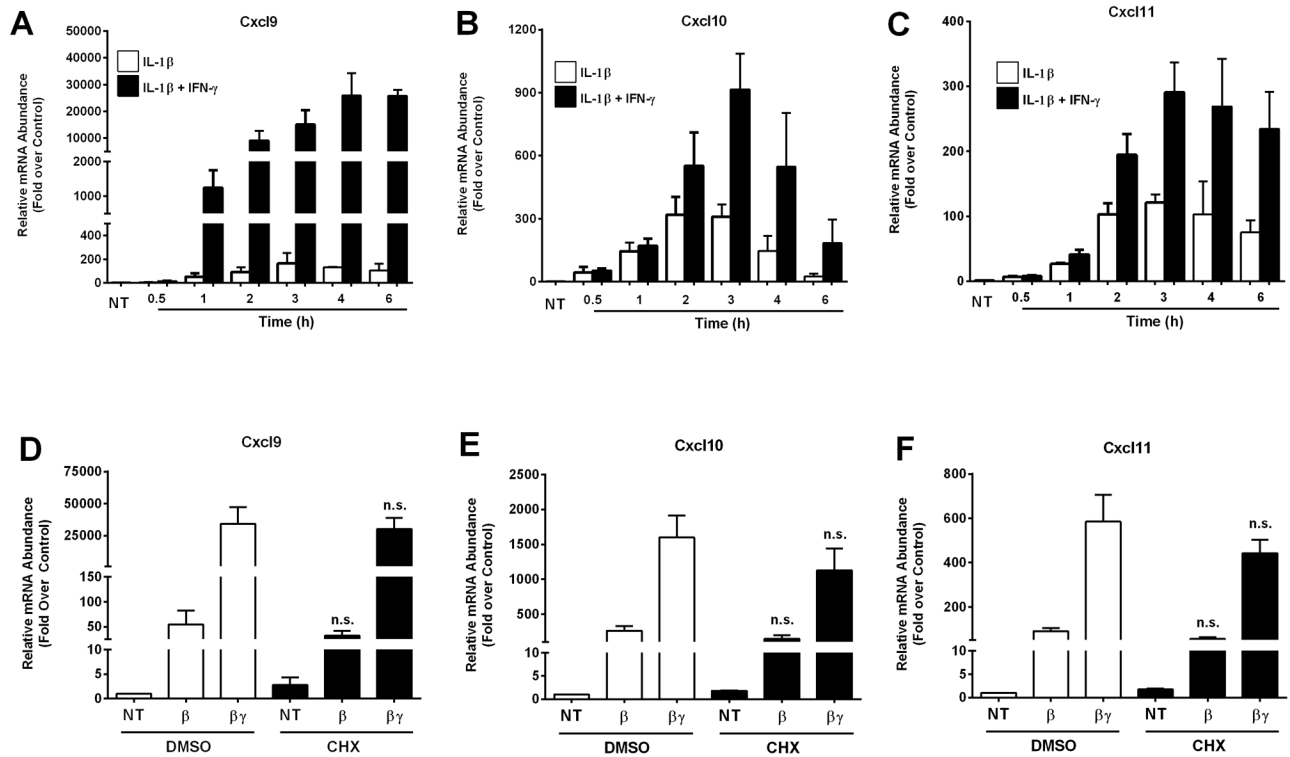 A
Cxcl9
Relative mRNA Abundance
(Fold over Control)
50000
40000
30000
20000
10000
2000
1000
400
200
0
IL-1β
IL-1β + IFN-γ
NT 0.5 1 2 3 4 6
Time (h)
B
Cxcl10
Relative mRNA Abundance
(Fold over Control)
1200
900
600
300
0
IL-1β
IL-1β + IFN-γ
NT 0.5 1 2 3 4 6
Time (h)
C
Cxcl11
Relative mRNA Abundance
(Fold over Control)
400
300
200
100
0
IL-1β
IL-1β + IFN-γ
NT 0.5 1 2 3 4 6
Time (h)
D
Cxcl9
Relative mRNA Abundance
(Fold Over Control)
75000
50000
25000
150
100
50
10
5
0
n.s.
n.s.
NT β βγ NT β βγ
DMSO CHX
E
Cxcl10
Relative mRNA Abundance
(Fold over Control)
2500
2000
1500
1000
500
10
5
0
n.s.
n.s.
NT β βγ NT β βγ
DMSO CHX
F
Cxcl11
Relative mRNA Abundance
(Fold over Control)
800
600
400
200
10
5
0
n.s.
n.s.
NT β βγ NT β βγ
DMSO CHX